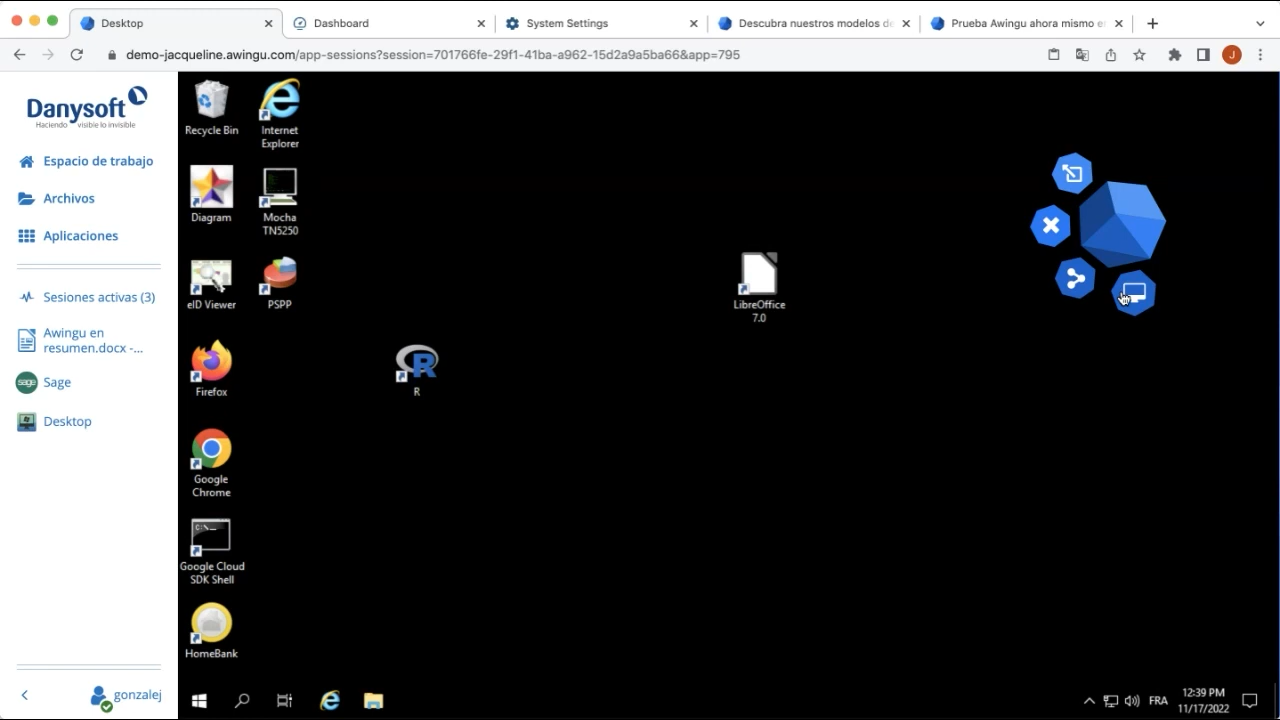 Desktop
Dashboard
System Settings
Descubra nuestros modelos de
Prueba Awingu ahora mismo e
demo-jacqueline.awingu.com/app-sessions?session=701766fe-29f1-41ba-a962-15d2a9a5ba66&app=795
J
Danysoft
Haciendo visible lo invisible
Espacio de trabajo
Archivos
Aplicaciones
Sesiones activas (3)
Awingu en
resumen.docx -...
sage
Sage
Desktop
gonzalej
Recycle Bin
Internet
Explorer
Diagram
Mocha
TN5250
eID Viewer
PSPP
LibreOffice
7.0
Firefox
R
Google
Chrome
C:\
Google Cloud
SDK Shell
HomeBank
FRA
12:39 PM
11/17/2022